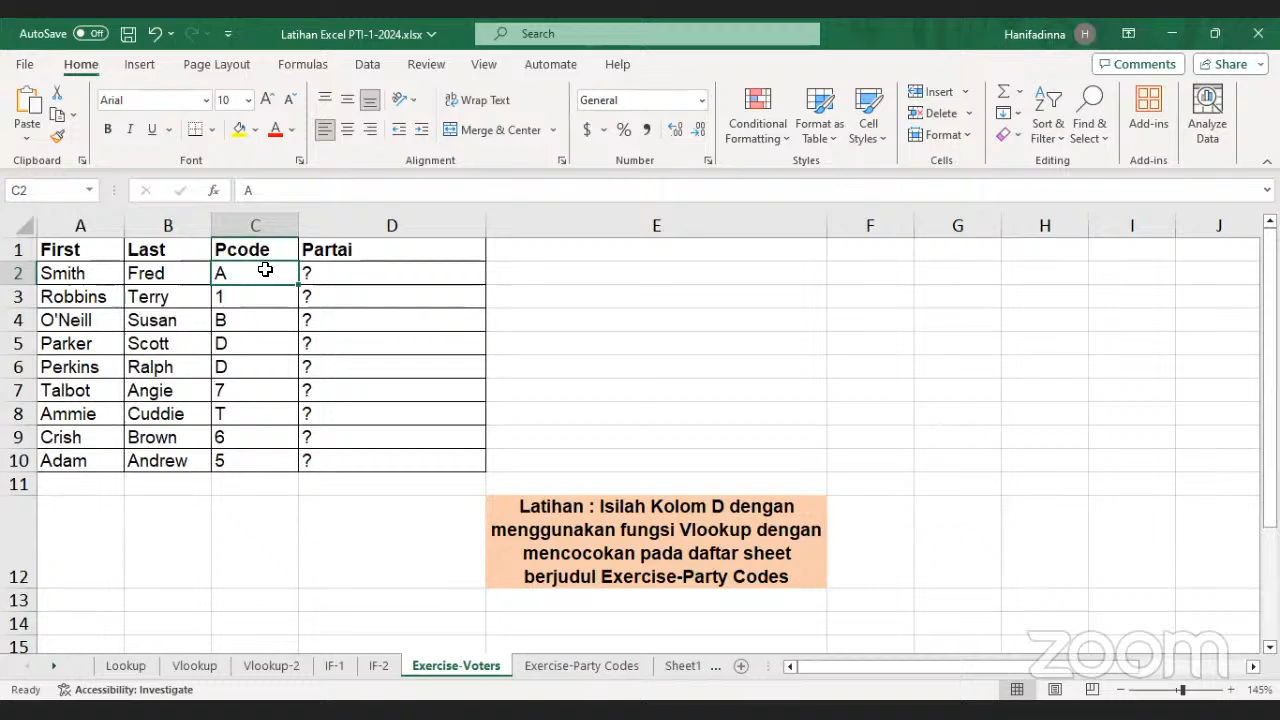 AutoSave Off Latihan Excel PTI-1-2024.xlsx Search Hanifadinna H
File Home Insert Page Layout Formulas Data Review View Automate Help Comments Share
Paste Arial 10 Wrap Text General Conditional Formatting Format as Table Cell Styles Insert Sort & Filter Find & Select Add-ins Analyze Data
B I U A Merge & Center $ % Delete
Format
Clipboard Font Alignment Number Styles Cells Editing Add-ins
C2 fx A
A B C D E F G H I J
1 First Last Pcode Partai
2 Smith Fred A ?
3 Robbins Terry 1 ?
4 O'Neill Susan B ?
5 Parker Scott D ?
6 Perkins Ralph D ?
7 Talbot Angie 7 ?
8 Ammie Cuddie T ?
9 Crish Brown 6 ?
10 Adam Andrew 5 ?
11
Latihan : Isilah Kolom D dengan
menggunakan fungsi Vlookup dengan
mencocokan pada daftar sheet
12 berjudul Exercise-Party Codes
13
14
15
zoom
Lookup Vlookup Vlookup-2 IF-1 F-2 Exercise-Voters Exercise-Party Codes Sheet1 ...
Ready Accessibility: Investigate 145%